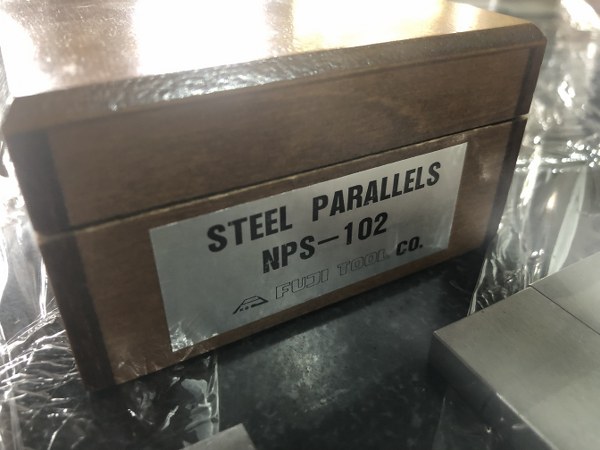 STEEL PARALLELS
NPS-102
FUJI TOOL CO.